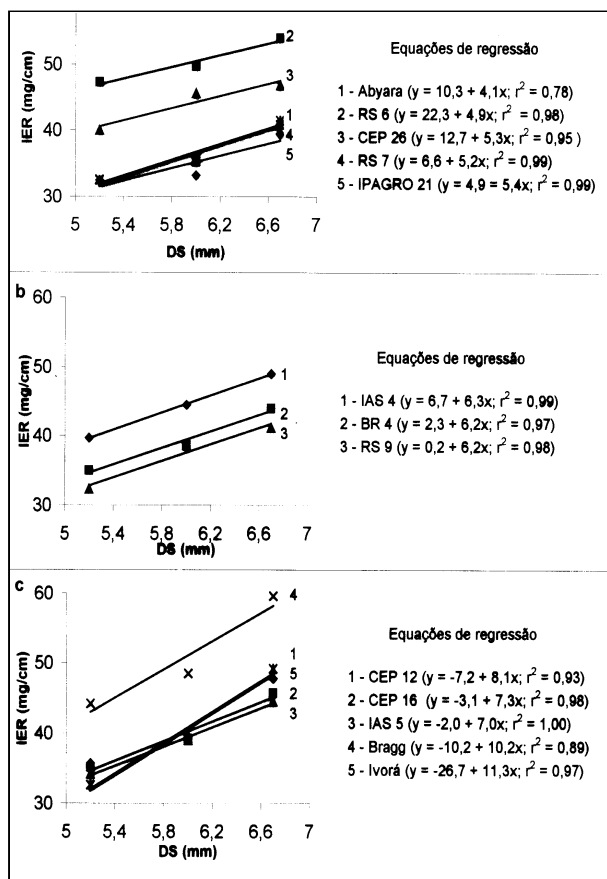 Equações de regressão
1 - Abyara (y = 10,3 + 4,1x; r² = 0,78)
2 - RS 6 (y = 22,3 + 4,9x; r² = 0,98)
3 - CEP 26 (y = 12,7 + 5,3x; r² = 0,95 )
4 - RS 7 (y = 6,6 + 5,2x; r² = 0,99)
5 - IPAGRO 21 (y = 4,9 = 5,4x; r² = 0,99)
IER (mg/cm)
50
40
30
2
3
1
4
5
5 5,4 5,8 6,2 6,6 7
DS (mm)
b
Equações de regressão
1 - IAS 4 (y = 6,7 + 6,3x; r² = 0,99)
2 - BR 4 (y = 2,3 + 6,2x; r² = 0,97)
3 - RS 9 (y = 0,2 + 6,2x; r² = 0,98)
IER (mg/cm)
60
50
40
30
1
2
3
5 5,4 5,8 6,2 6,6 7
DS (mm)
c
Equações de regressão
1 - CEP 12 (y = -7,2 + 8,1x; r² = 0,93)
2 - CEP 16 (y = -3,1 + 7,3x; r² = 0,98)
3 - IAS 5 (y = -2,0 + 7,0x; r² = 1,00)
4 - Bragg (y = -10,2 + 10,2x; r² = 0,89)
5 - Ivorá (y = -26,7 + 11,3x; r² = 0,97)
IER (mg/cm)
60
50
40
30
4
1
5
2
3
5 5,4 5,8 6,2 6,6 7
DS (mm)